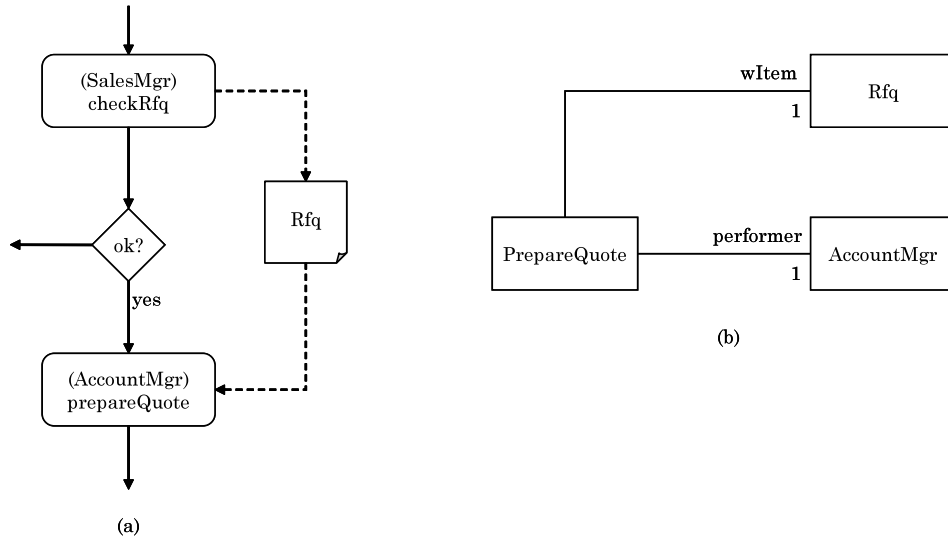 (SalesMgr)
checkRfq
Rfq
ok?
yes
(AccountMgr)
prepareQuote
(a)
wItem
1
Rfq
PrepareQuote
performer
1
AccountMgr
(b)